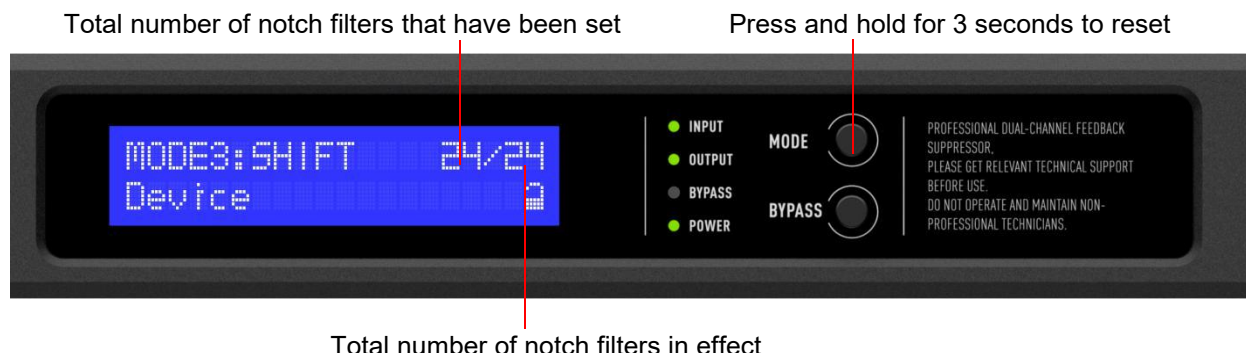 Total number of notch filters that have been set
Press and hold for 3 seconds to reset
MODE3:SHIFT 24/24
Device
INPUT
OUTPUT
BYPASS
POWER
MODE
BYPASS
PROFESSIONAL DUAL-CHANNEL FEEDBACK
SUPPRESSOR,
PLEASE GET RELEVANT TECHNICAL SUPPORT
BEFORE USE.
DO NOT OPERATE AND MAINTAIN NON-
PROFESSIONAL TECHNICIANS.
Total number of notch filters in effect